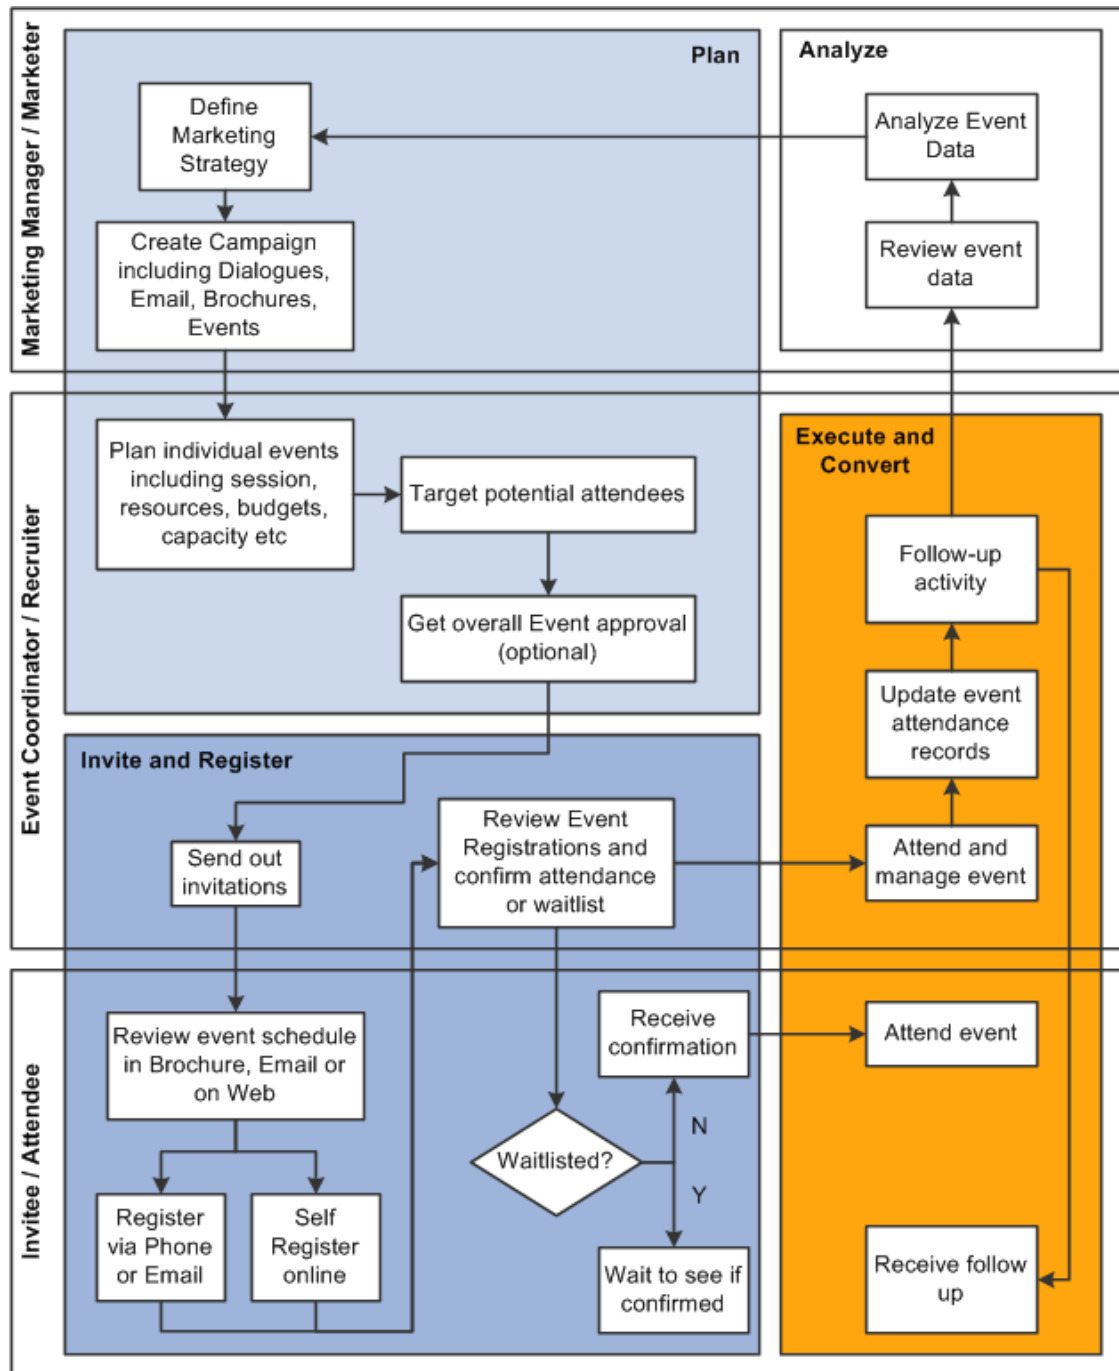 Marketing Manager / Marketer
Plan
Define
Marketing
Strategy
Create Campaign
including Dialogues,
Email, Brochures,
Events
Analyze
Analyze Event
Data
Review event
data
Event Coordinator / Recruiter
Plan individual events
including session,
resources, budgets,
capacity etc
Target potential attendees
Get overall Event approval
(optional)
Execute and
Convert
Follow-up
activity
Update event
attendance
records
Attend and
manage event
Invite and Register
Send out
invitations
Review Event
Registrations and
confirm attendance
or waitlist
Invitee / Attendee
Review event schedule
in Brochure, Email or
on Web
Register
via Phone
or Email
Self
Register
online
Receive
confirmation
N
Waitlisted?
Y
Wait to see if
confirmed
Attend event
Receive follow
up